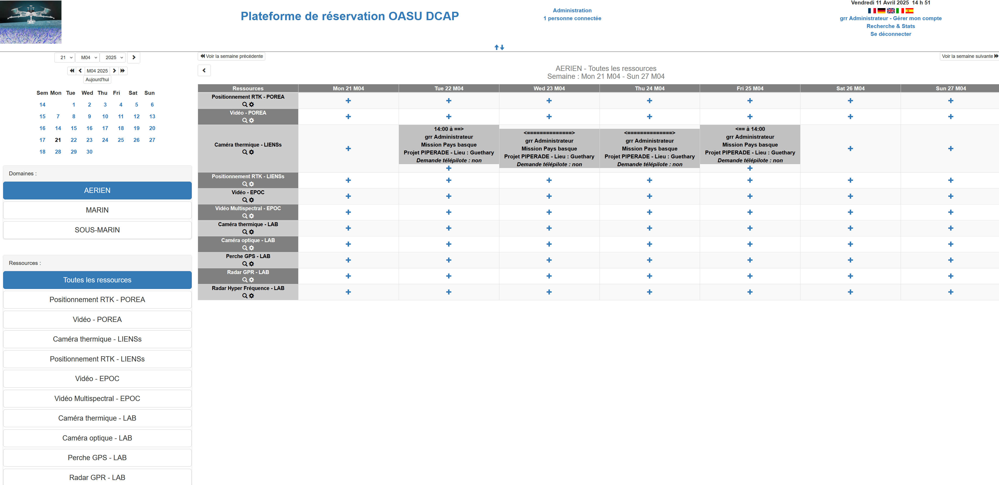 Plateforme de réservation OASU DCAP
Administration
1 personne connectée
Vendredi 11 Avril 2025 14 h 51
grr Administrateur - Gérer mon compte
Recherche & Stats
Se déconnecter
21 M04 2025
M04 2025
Aujourd'hui
Sem Mon Tue Wed Thu Fri Sat Sun
14 1 2 3 4 5 6
15 7 8 9 10 11 12 13
16 14 15 16 17 18 19 20
17 21 22 23 24 25 26 27
18 28 29 30
Domaines :
AERIEN
MARIN
SOUS-MARIN
Ressources :
Toutes les ressources
Positionnement RTK - POREA
Vidéo - POREA
Caméra thermique - LIENSs
Positionnement RTK - LIENSs
Vidéo - EPOC
Vidéo Multispectral - EPOC
Caméra thermique - LAB
Caméra optique - LAB
Perche GPS - LAB
Radar GPR - LAB
Voir la semaine précédente
Voir la semaine suivante
AERIEN - Toutes les ressources
Semaine : Mon 21 M04 - Sun 27 M04
Ressources Mon 21 M04 Tue 22 M04 Wed 23 M04 Thu 24 M04 Fri 25 M04 Sat 26 M04 Sun 27 M04
Positionnement RTK - POREA
Vidéo - POREA
Caméra thermique - LIENSs
14:00 à ==>
grr Administrateur
Mission Pays basque
Projet PIPERADE - Lieu : Guethary
Demande télépilote : non
<==============>
grr Administrateur
Mission Pays basque
Projet PIPERADE - Lieu : Guethary
Demande télépilote : non
<==============>
grr Administrateur
Mission Pays basque
Projet PIPERADE - Lieu : Guethary
Demande télépilote : non
<== à 14:00
grr Administrateur
Mission Pays basque
Projet PIPERADE - Lieu : Guethary
Demande télépilote : non
Positionnement RTK - LIENSs
Vidéo - EPOC
Vidéo Multispectral - EPOC
Caméra thermique - LAB
Caméra optique - LAB
Perche GPS - LAB
Radar GPR - LAB
Radar Hyper Fréquence - LAB